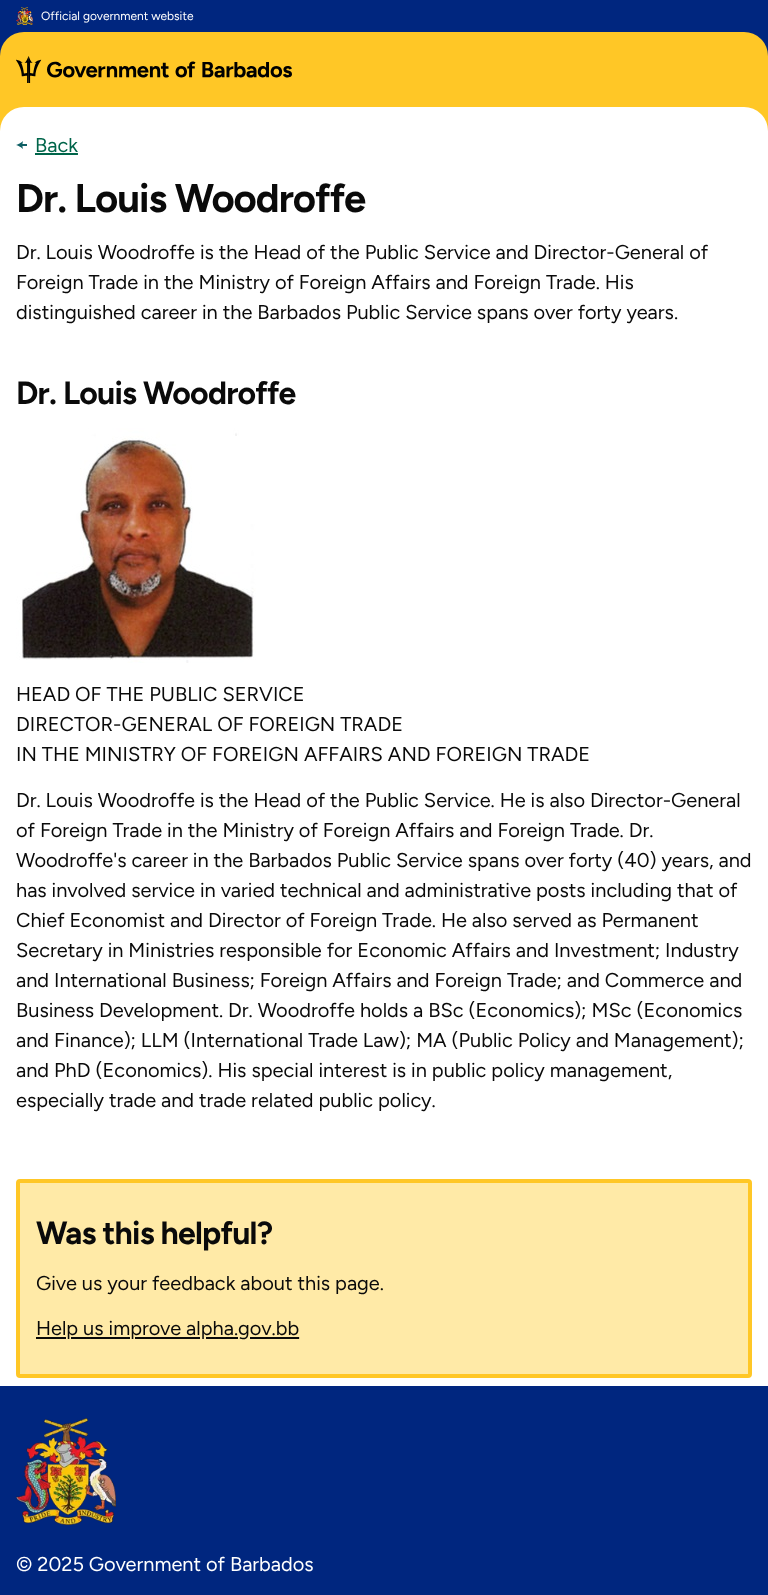 Official government website
Government of Barbados
Back
Dr. Louis Woodroffe
Dr. Louis Woodroffe is the Head of the Public Service and Director-General of
Foreign Trade in the Ministry of Foreign Affairs and Foreign Trade. His
distinguished career in the Barbados Public Service spans over forty years.
Dr. Louis Woodroffe
HEAD OF THE PUBLIC SERVICE
DIRECTOR-GENERAL OF FOREIGN TRADE
IN THE MINISTRY OF FOREIGN AFFAIRS AND FOREIGN TRADE
Dr. Louis Woodroffe is the Head of the Public Service. He is also Director-General
of Foreign Trade in the Ministry of Foreign Affairs and Foreign Trade. Dr.
Woodroffe's career in the Barbados Public Service spans over forty (40) years, and
has involved service in varied technical and administrative posts including that of
Chief Economist and Director of Foreign Trade. He also served as Permanent
Secretary in Ministries responsible for Economic Affairs and Investment; Industry
and International Business; Foreign Affairs and Foreign Trade; and Commerce and
Business Development. Dr. Woodroffe holds a BSc (Economics); MSc (Economics
and Finance); LLM (International Trade Law); MA (Public Policy and Management);
and PhD (Economics). His special interest is in public policy management,
especially trade and trade related public policy.
Was this helpful?
Give us your feedback about this page.
Help us improve alpha.gov.bb
PRIDE AND INDUSTRY
© 2025 Government of Barbados